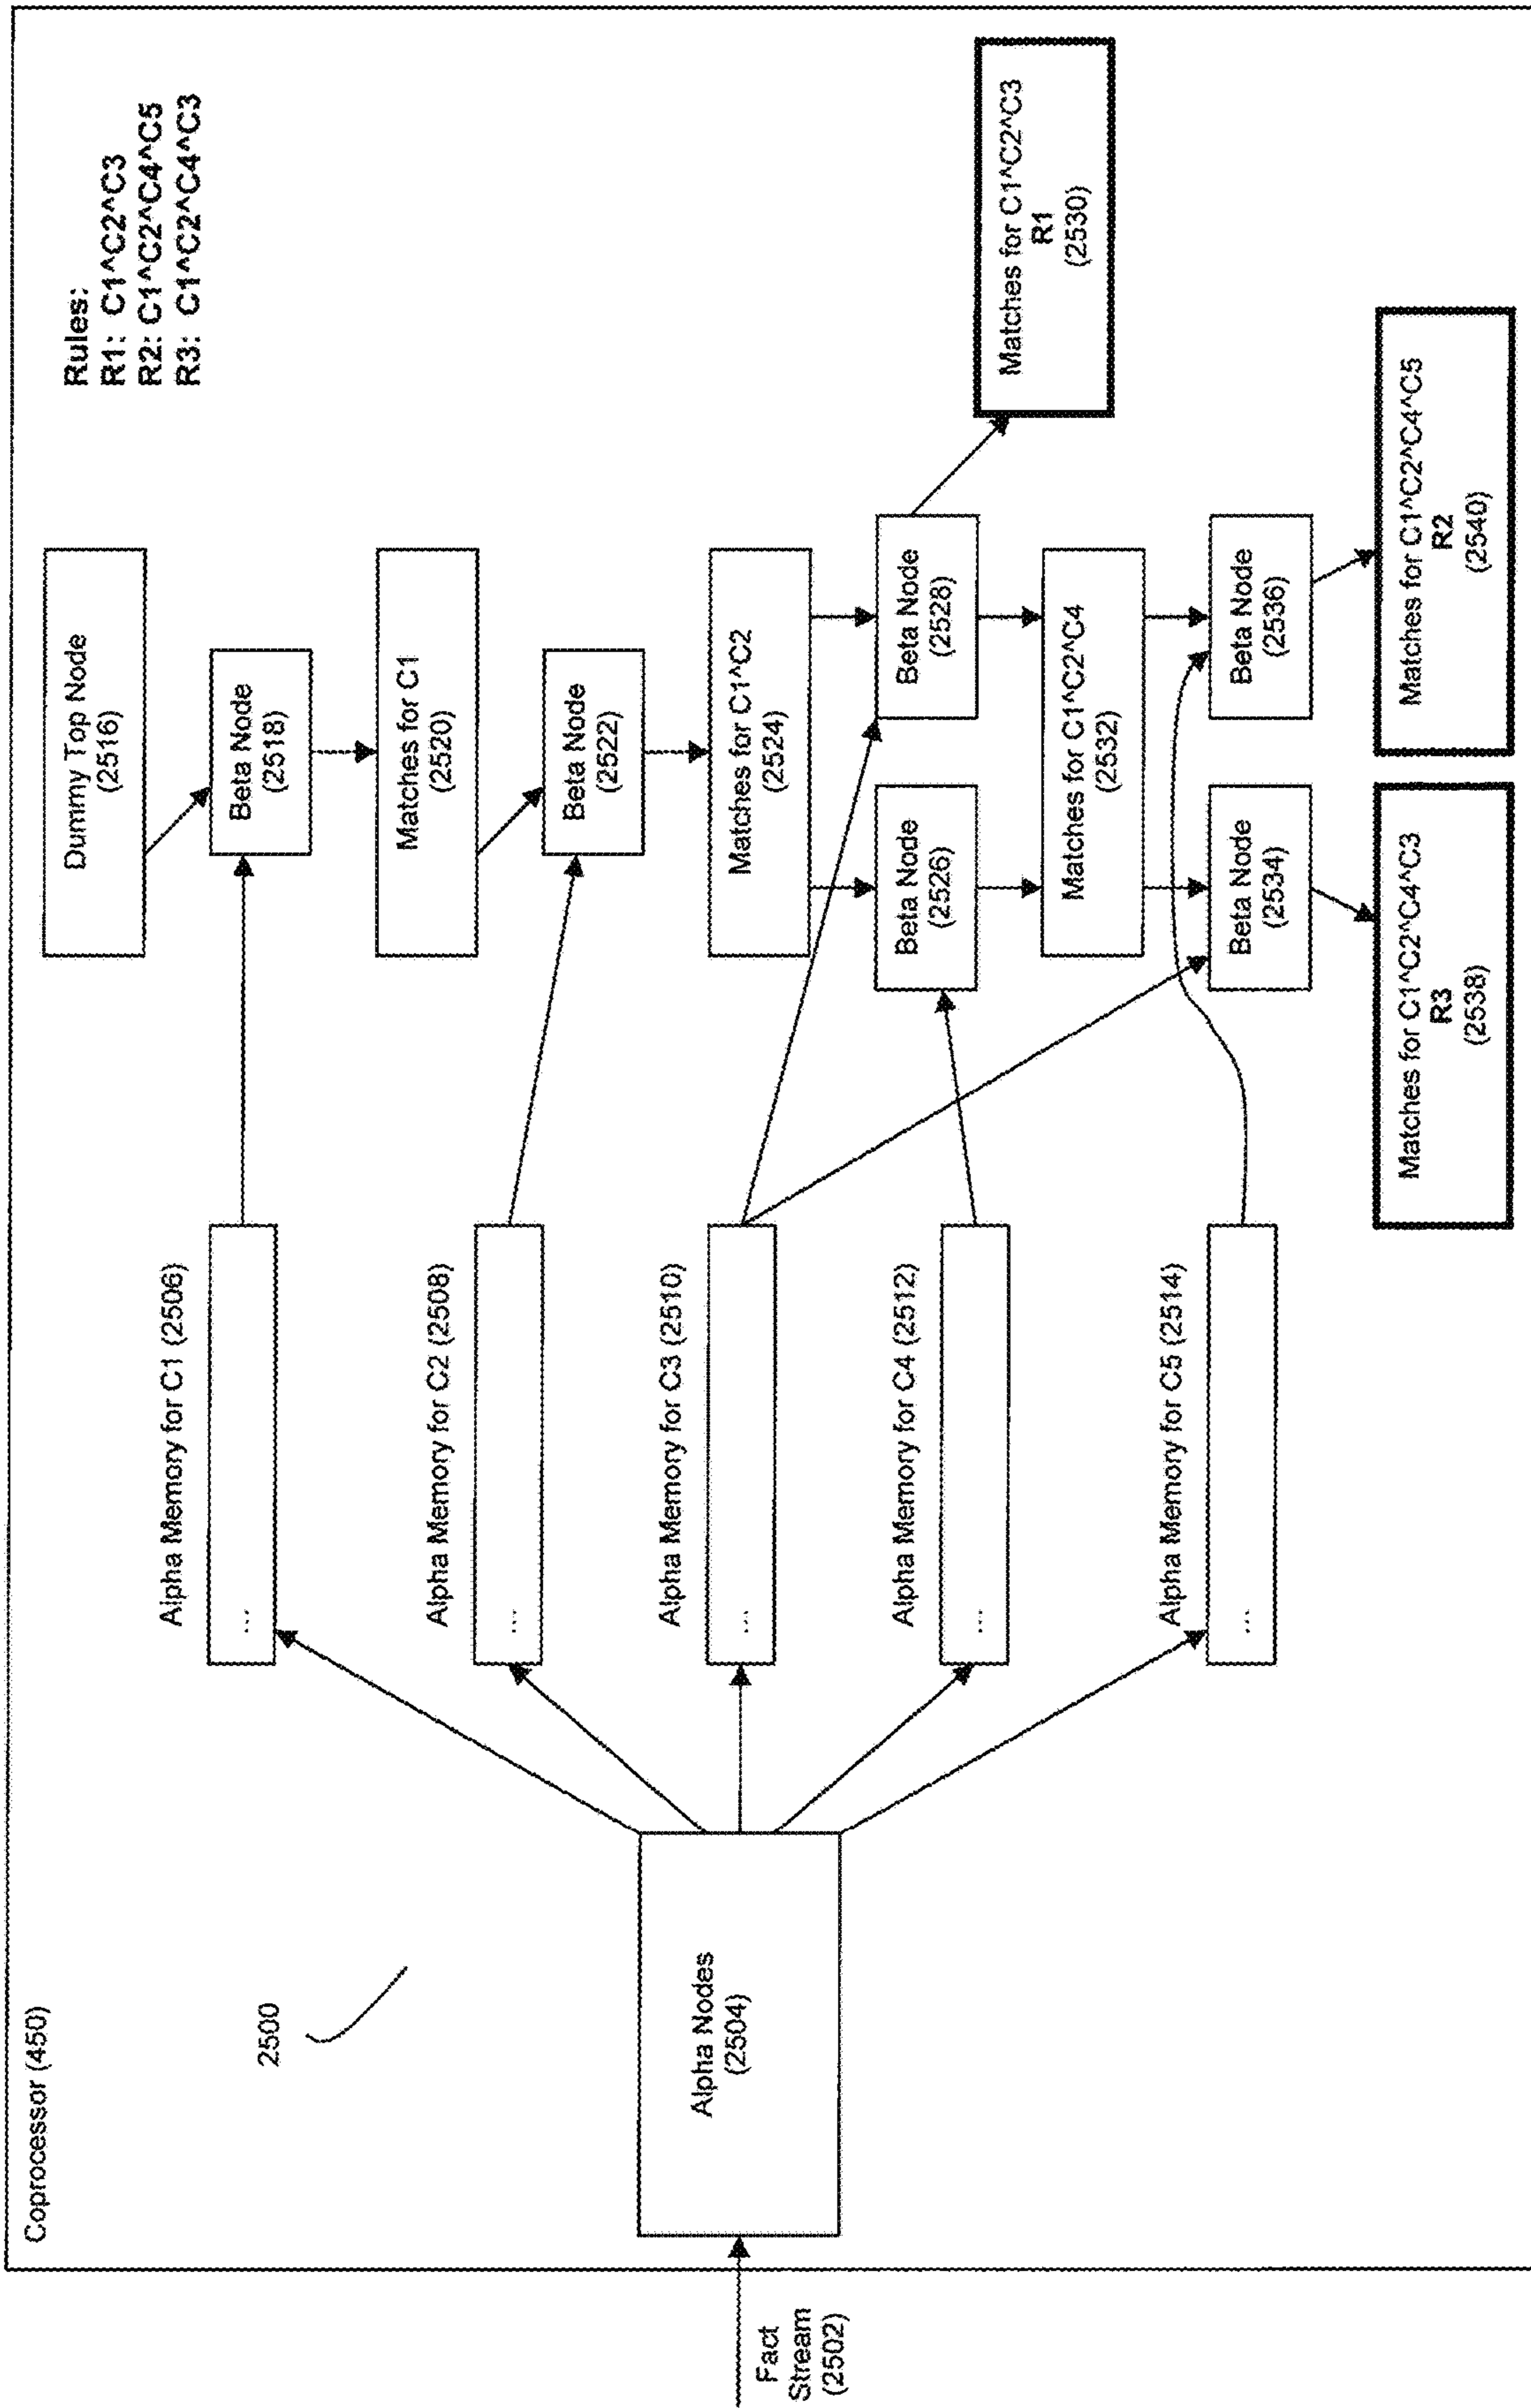 Coprocessor (450)
2500
Rules:
R1: C1^C2^C3
R2: C1^C2^C4^C5
R3: C1^C2^C4^C3
Fact
Stream
(2502)
Alpha Nodes
(2504)
Alpha Memory for C1 (2506)
...
Alpha Memory for C2 (2508)
...
Alpha Memory for C3 (2510)
...
Alpha Memory for C4 (2512)
...
Alpha Memory for C5 (2514)
...
Dummy Top Node
(2516)
Beta Node
(2518)
Matches for C1
(2520)
Beta Node
(2522)
Matches for C1^C2
(2524)
Beta Node
(2526)
Beta Node
(2528)
Matches for C1^C2^C3
R1
(2530)
Matches for C1^C2^C4
(2532)
Beta Node
(2534)
Beta Node
(2536)
Matches for C1^C2^C4^C3
R3
(2538)
Matches for C1^C2^C4^C5
R2
(2540)